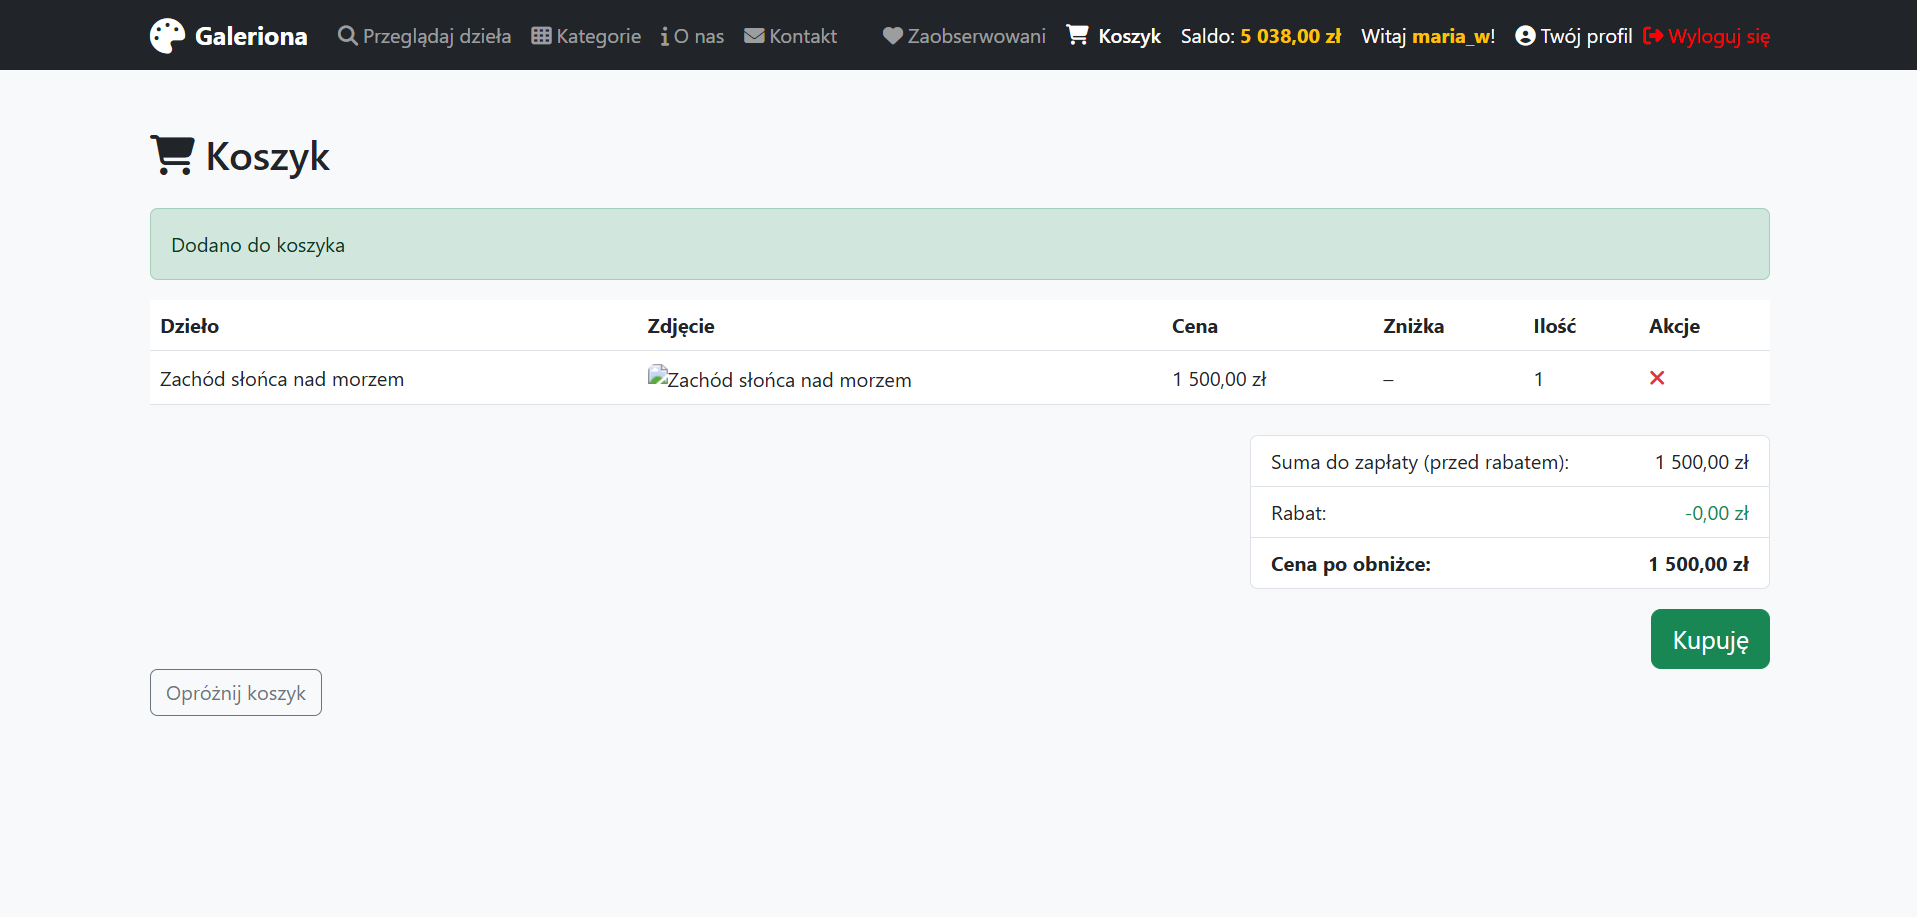 Galeriona Przeglądaj dzieła Kategorie O nas Kontakt Zaobserwowani Koszyk Saldo: 5 038,00 zł Witaj maria_w! Twój profil Wyloguj się
Koszyk
Dodano do koszyka
Dzieło Zdjęcie Cena Zniżka Ilość Akcje
Zachód słońca nad morzem Zachód słońca nad morzem 1 500,00 zł – 1
Suma do zapłaty (przed rabatem): 1 500,00 zł
Rabat: -0,00 zł
Cena po obniżce: 1 500,00 zł
Kupuję
Opróżnij koszyk